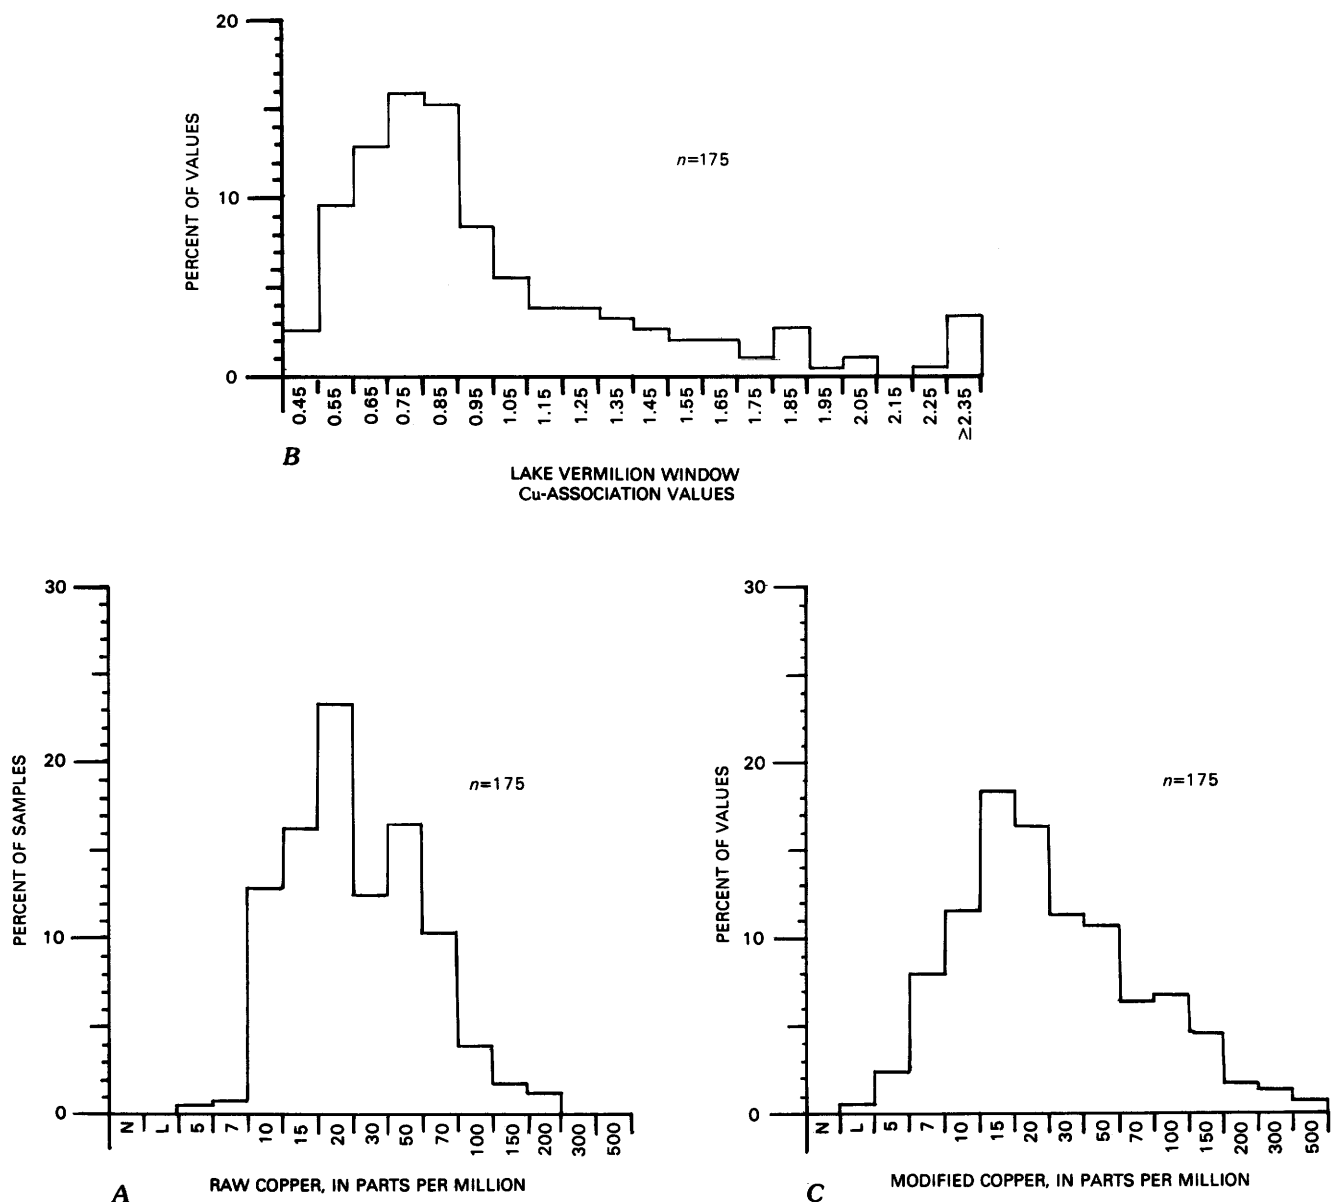 20
10
0
PERCENT OF VALUES
n=175
0.45 0.55 0.65 0.75 0.85 0.95 1.05 1.15 1.25 1.35 1.45 1.55 1.65 1.75 1.85 1.95 2.05 2.15 2.25 ≥2.35
B
LAKE VERMILION WINDOW
Cu-ASSOCIATION VALUES
30
20
10
0
PERCENT OF SAMPLES
n=175
N L 5 7 10 15 20 30 50 70 100 150 200 300 500
A
RAW COPPER, IN PARTS PER MILLION
30
20
10
0
PERCENT OF VALUES
n=175
N L 5 7 10 15 20 30 50 70 100 150 200 300 500
C
MODIFIED COPPER, IN PARTS PER MILLION